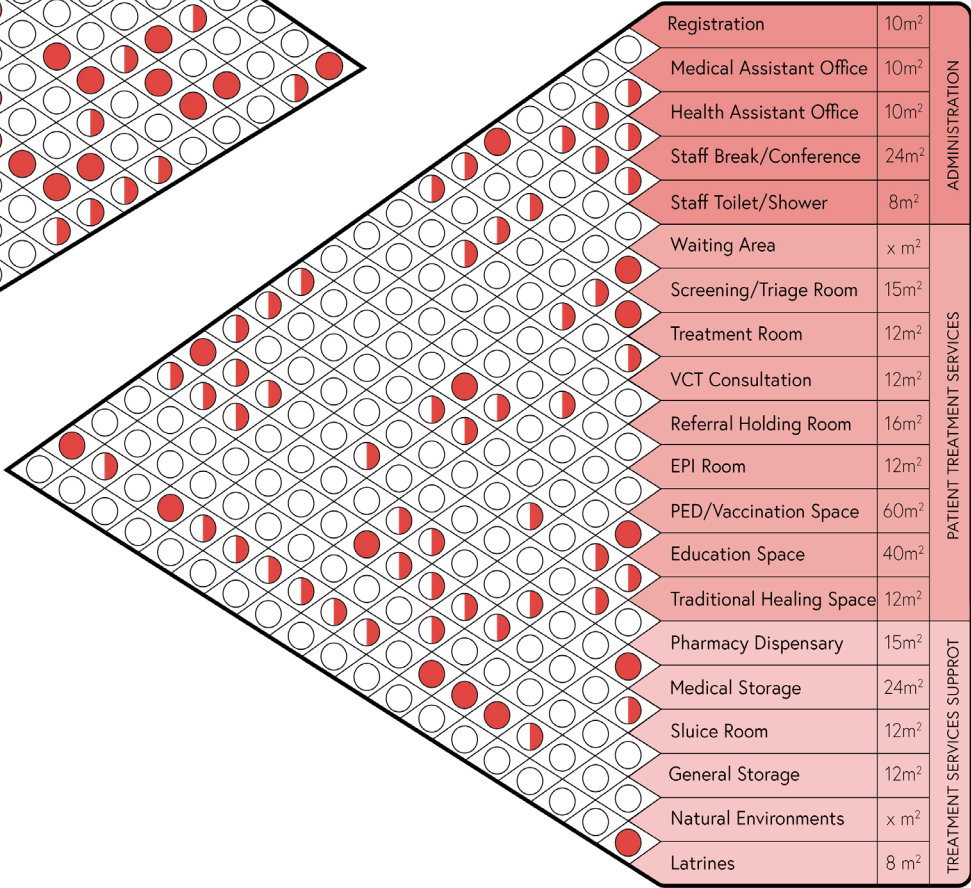 Registration 10m²
Medical Assistant Office 10m²
Health Assistant Office 10m²
Staff Break/Conference 24m²
Staff Toilet/Shower 8m²
ADMINISTRATION
Waiting Area x m²
Screening/Triage Room 15m²
Treatment Room 12m²
VCT Consultation 12m²
Referral Holding Room 16m²
EPI Room 12m²
PED/Vaccination Space 60m²
Education Space 40m²
Traditional Healing Space 12m²
PATIENT TREATMENT SERVICES
Pharmacy Dispensary 15m²
Medical Storage 24m²
Sluice Room 12m²
General Storage 12m²
Natural Environments x m²
Latrines 8 m²
TREATMENT SERVICES SUPPROT